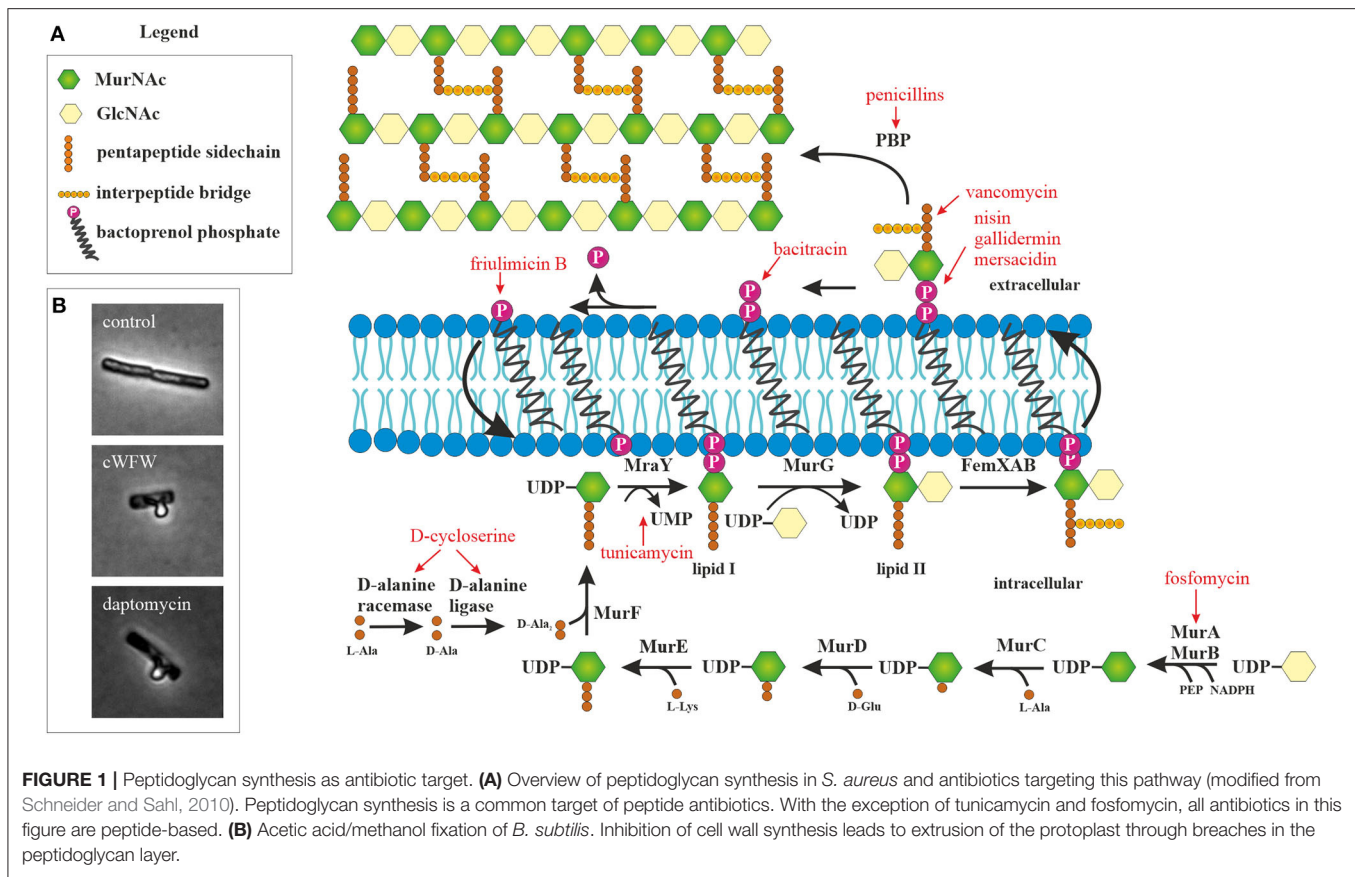 A
Legend
MurNAc
GlcNAc
pentapeptide sidechain
interpeptide bridge
P
bactoprenol phosphate
B
control
cWFW
daptomycin
penicillins
PBP
vancomycin
nisin
gallidermin
mersacidin
extracellular
P
P
bacitracin
P
P
P
friulimicin B
P
P
P
P
P
P
P
P
UDP
MraY
UMP
tunicamycin
lipid I
MurG
UDP
UDP
lipid II
FemXAB
intracellular
D-cycloserine
D-alanine
racemase
D-alanine
ligase
L-Ala
D-Ala
D-Ala₂
MurF
fosfomycin
MurA
MurB
UDP
PEP
NADPH
UDP
MurC
L-Ala
UDP
MurD
D-Glu
UDP
MurE
L-Lys
UDP
FIGURE 1 | Peptidoglycan synthesis as antibiotic target. (A) Overview of peptidoglycan synthesis in S. aureus and antibiotics targeting this pathway (modified from
Schneider and Sahl, 2010). Peptidoglycan synthesis is a common target of peptide antibiotics. With the exception of tunicamycin and fosfomycin, all antibiotics in this
figure are peptide-based. (B) Acetic acid/methanol fixation of B. subtilis. Inhibition of cell wall synthesis leads to extrusion of the protoplast through breaches in the
peptidoglycan layer.